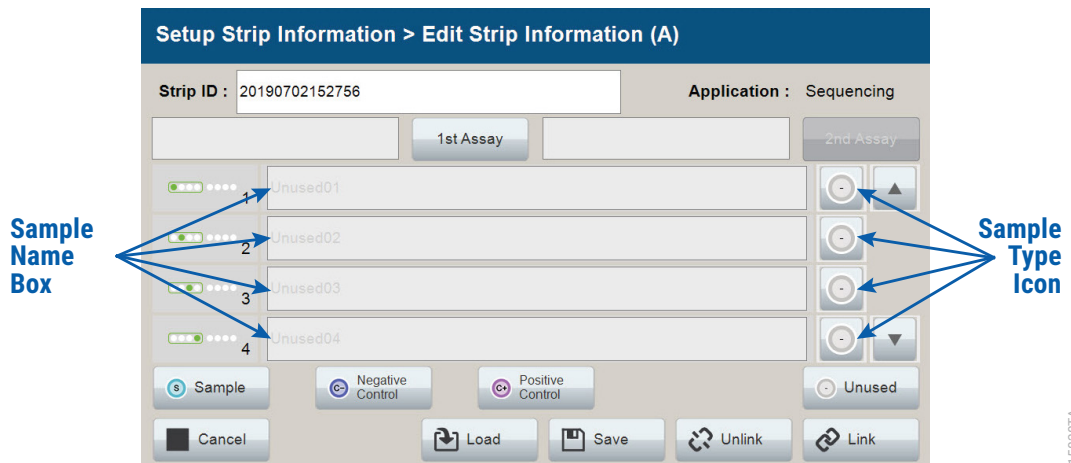 Setup Strip Information > Edit Strip Information (A)
Strip ID : 20190702152756 Application : Sequencing
1st Assay 2nd Assay
1 Unused01 -
2 Unused02 -
3 Unused03 -
4 Unused04 -
Sample
Name
Box
Sample
Type
Icon
S Sample C- Negative Control C+ Positive Control - Unused
Cancel Load Save Unlink Link